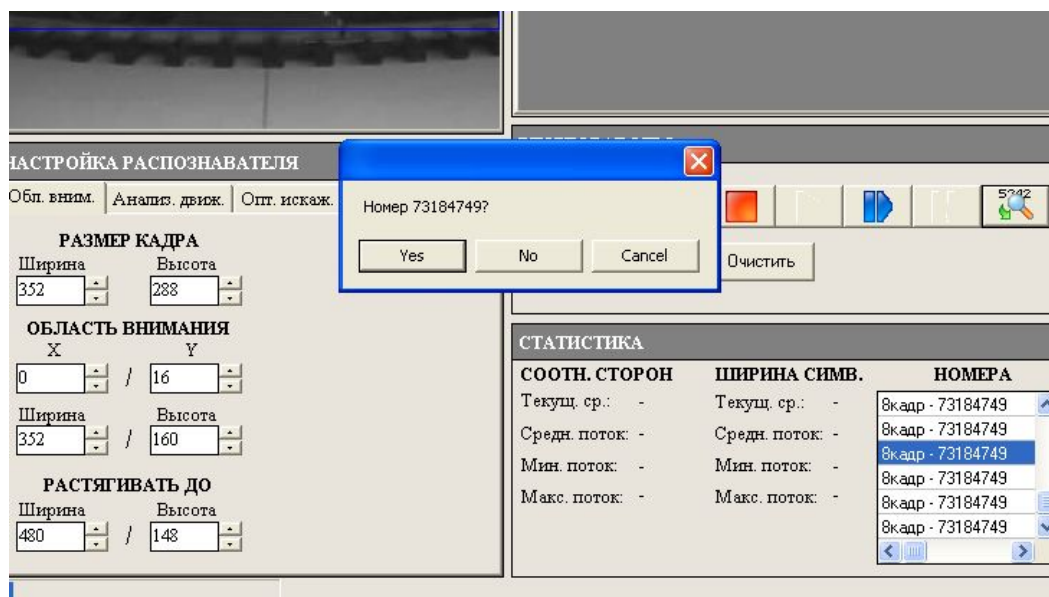 НАСТРОЙКА РАСПОЗНАВАТЕЛЯ
Обл. вним.
Анализ. движ.
Опт. искаж.
РАЗМЕР КАДРА
Ширина Высота
352 288
ОБЛАСТЬ ВНИМАНИЯ
X Y
0 / 16
Ширина Высота
352 / 160
РАСТЯГИВАТЬ ДО
Ширина Высота
480 / 148
Номер 73184749?
Yes No Cancel
5242
Очистить
СТАТИСТИКА
СООТН. СТОРОН
Текущ. ср.: -
Средн. поток: -
Мин. поток: -
Макс. поток: -
ШИРИНА СИМВ.
Текущ. ср.: -
Средн. поток: -
Мин. поток: -
Макс. поток: -
НОМЕРА
8кадр - 73184749
8кадр - 73184749
8кадр - 73184749
8кадр - 73184749
8кадр - 73184749
8кадр - 73184749